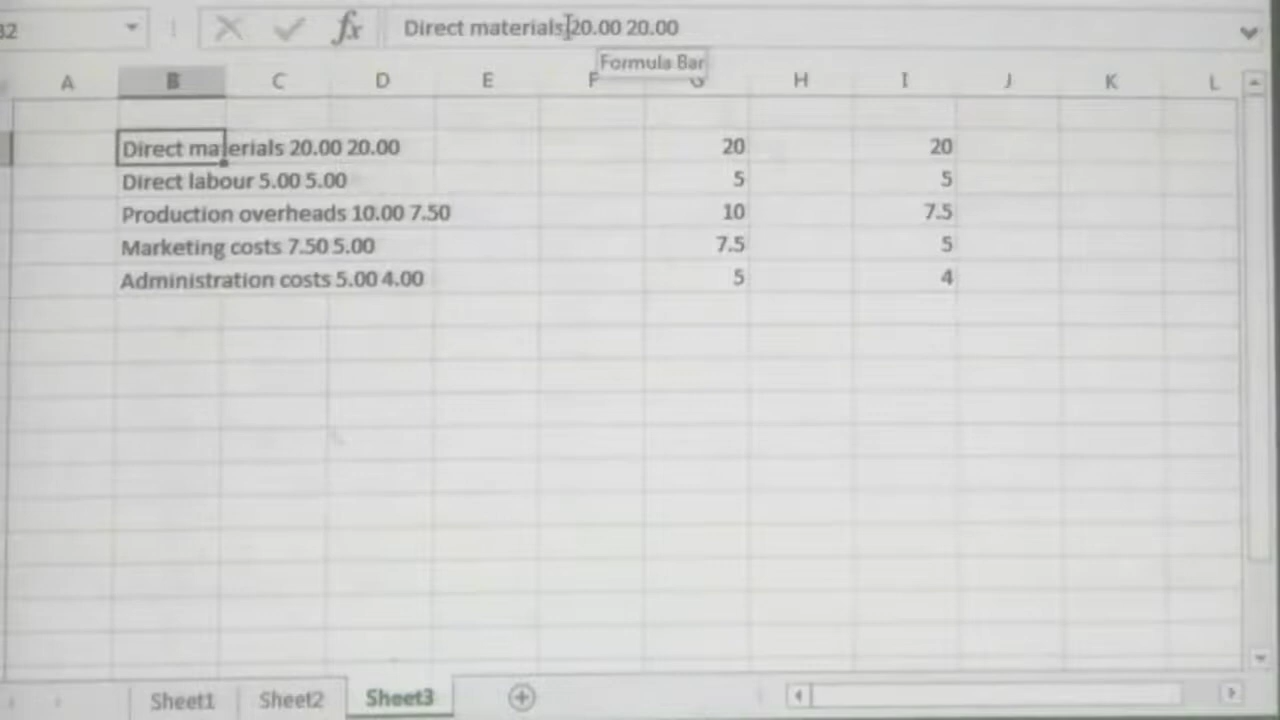 32 fx Direct materials 20.00 20.00
Formula Bar
A B C D E F G H I J K L
Direct materials 20.00 20.00 20 20
Direct labour 5.00 5.00 5 5
Production overheads 10.00 7.50 10 7.5
Marketing costs 7.50 5.00 7.5 5
Administration costs 5.00 4.00 5 4
Sheet1 Sheet2 Sheet3